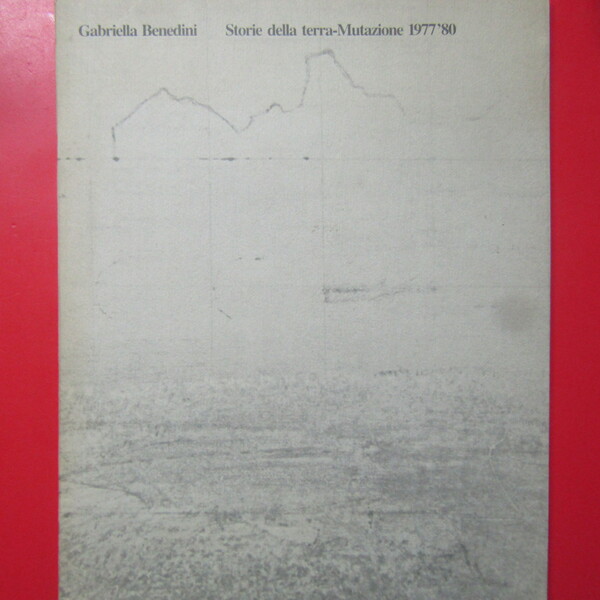 Gabriella Benedini Storie della terra-Mutazione 1977'80